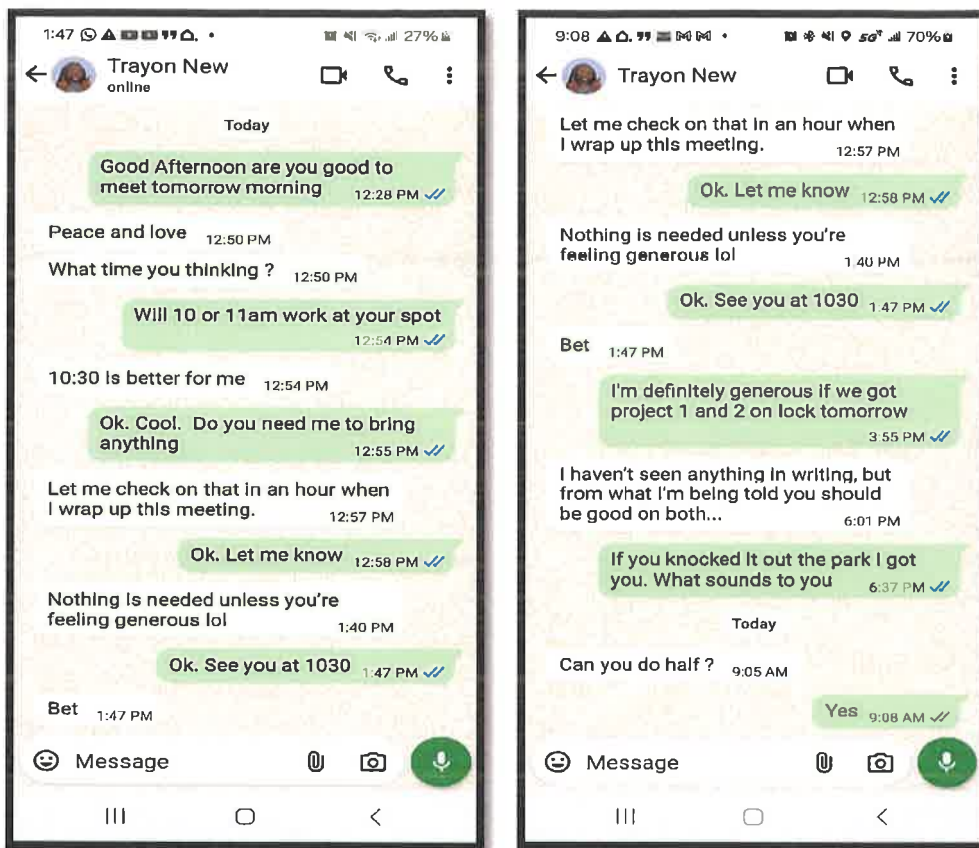 1:47 27%
Trayon New
online
Today
Good Afternoon are you good to
meet tomorrow morning 12:28 PM
Peace and love 12:50 PM
What time you thinking ? 12:50 PM
Will 10 or 11am work at your spot
12:54 PM
10:30 is better for me 12:54 PM
Ok. Cool. Do you need me to bring
anything 12:55 PM
Let me check on that in an hour when
I wrap up this meeting. 12:57 PM
Ok. Let me know 12:58 PM
Nothing is needed unless you're
feeling generous lol 1:40 PM
Ok. See you at 1030 1:47 PM
Bet 1:47 PM
Message
9:08 5G 70%
Trayon New
Let me check on that in an hour when
I wrap up this meeting. 12:57 PM
Ok. Let me know 12:58 PM
Nothing is needed unless you're
feeling generous lol 1:40 PM
Ok. See you at 1030 1:47 PM
Bet 1:47 PM
I'm definitely generous if we got
project 1 and 2 on lock tomorrow
3:55 PM
I haven't seen anything in writing, but
from what I'm being told you should
be good on both... 6:01 PM
If you knocked it out the park I got
you. What sounds to you 6:37 PM
Today
Can you do half ? 9:05 AM
Yes 9:08 AM
Message